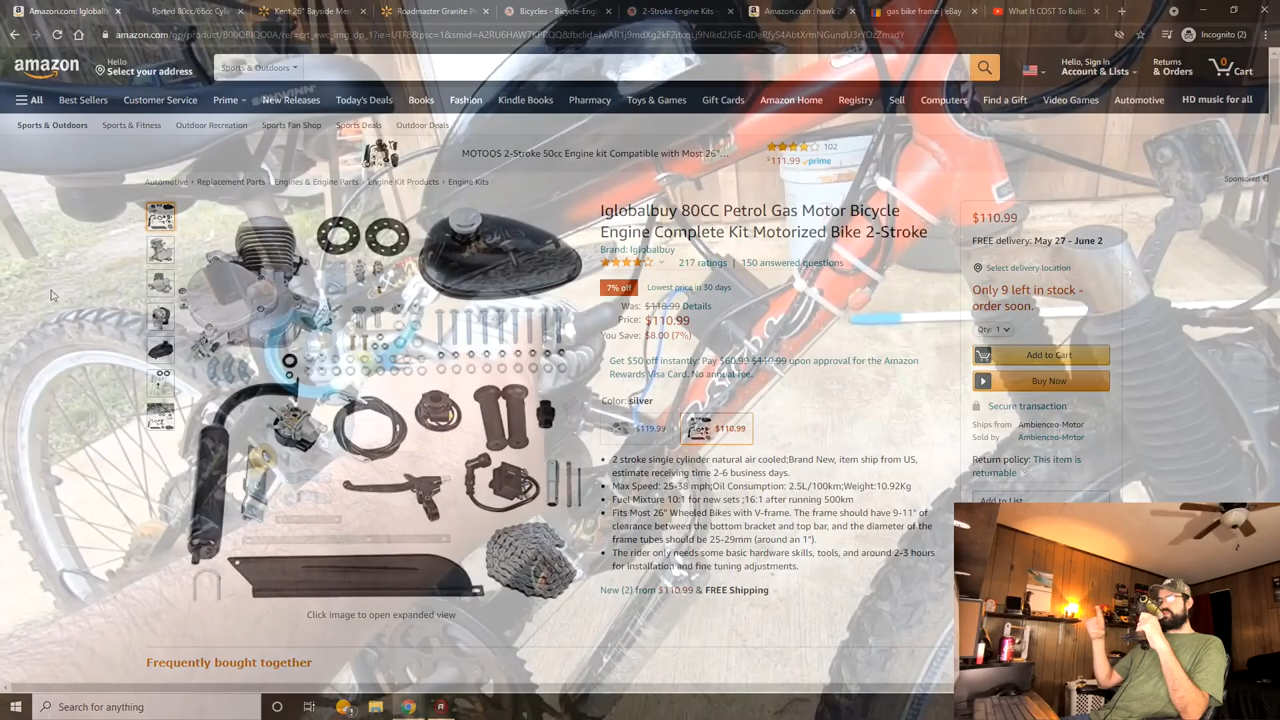 Amazon.com: Iglobalb
Ported 80cc/66cc Cyli
Kent 26" Bayside Me
Roadmaster Granite P
Bicycles - Bicycle-Engi
2-Stroke Engine Kits -
Amazon.com : hawk
gas bike frame | eBay
What It COST To Build
Incognito (2)
amazon
Hello
Select your address
Sports & Outdoors
Hello, Sign in
Account & Lists
Returns
& Orders
0
Cart
All
Best Sellers
Customer Service
Prime
New Releases
Today's Deals
Books
Fashion
Kindle Books
Pharmacy
Toys & Games
Gift Cards
Amazon Home
Registry
Sell
Computers
Find a Gift
Video Games
Automotive
HD music for all
Sports & Outdoors
Sports & Fitness
Outdoor Recreation
Sports Fan Shop
Sports Deals
Outdoor Deals
MOTOOS 2-Stroke 50cc Engine kit Compatible with Most 26"...
102
$111.99 prime
Sponsored
Automotive › Replacement Parts › Engines & Engine Parts › Engine Kit Products › Engine Kits
Iglobalbuy 80CC Petrol Gas Motor Bicycle
Engine Complete Kit Motorized Bike 2-Stroke
Brand: Iglobalbuy
217 ratings | 150 answered questions
7% off
Lowest price in 30 days
Was: $118.99 Details
Price: $110.99
You Save: $8.00 (7%)
Get $50 off instantly: Pay $60.99 $110.99 upon approval for the Amazon
Rewards Visa Card. No annual fee.
Color: silver
$119.99
$110.99
• 2 stroke single cylinder natural air cooled;Brand New, item ship from US,
estimate receiving time 2-6 business days.
• Max Speed: 25-38 mph;Oil Consumption: 2.5L/100km;Weight:10.92Kg
• Fuel Mixture 10:1 for new sets ;16:1 after running 500km
• Fits Most 26" Wheeled Bikes with V-frame. The frame should have 9-11" of
clearance between the bottom bracket and top bar, and the diameter of the
frame tubes should be 25-29mm (around an 1").
• The rider only needs some basic hardware skills, tools, and around 2-3 hours
for installation and fine tuning adjustments.
New (2) from $110.99 & FREE Shipping
Click image to open expanded view
Frequently bought together
$110.99
FREE delivery: May 27 - June 2
Select delivery location
Only 9 left in stock -
order soon.
Qty: 1
Add to Cart
Buy Now
Secure transaction
Ships from Ambienceo-Motor
Sold by Ambienceo-Motor
Return policy: This item is
returnable
Add to List
Search for anything